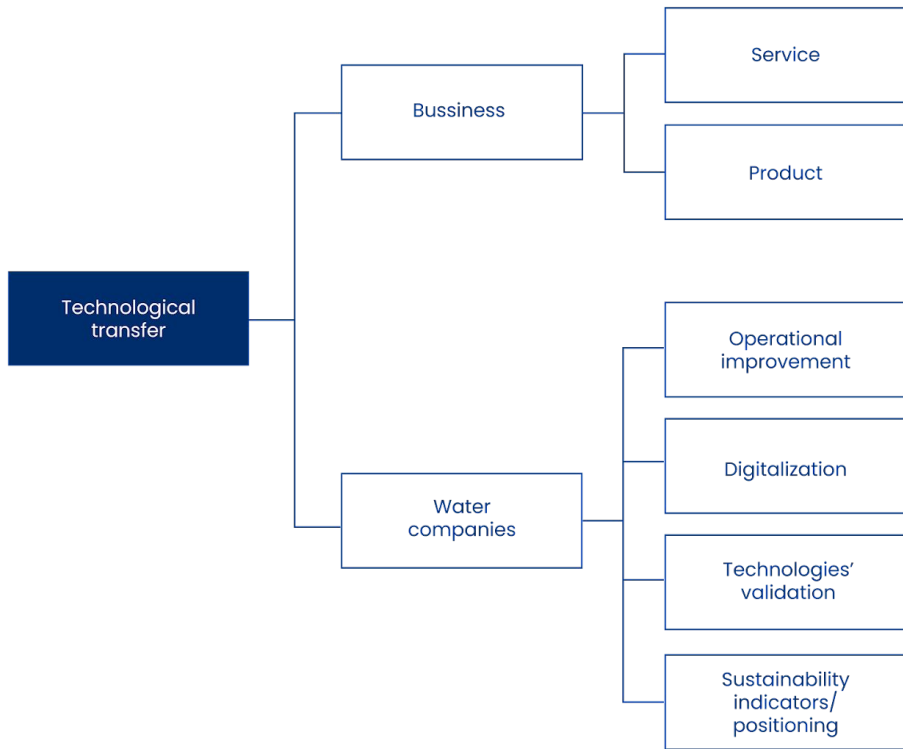 Service
Bussiness
Product
Technological
transfer
Operational
improvement
Digitalization
Water
companies
Technologies’
validation
Sustainability
indicators/
positioning